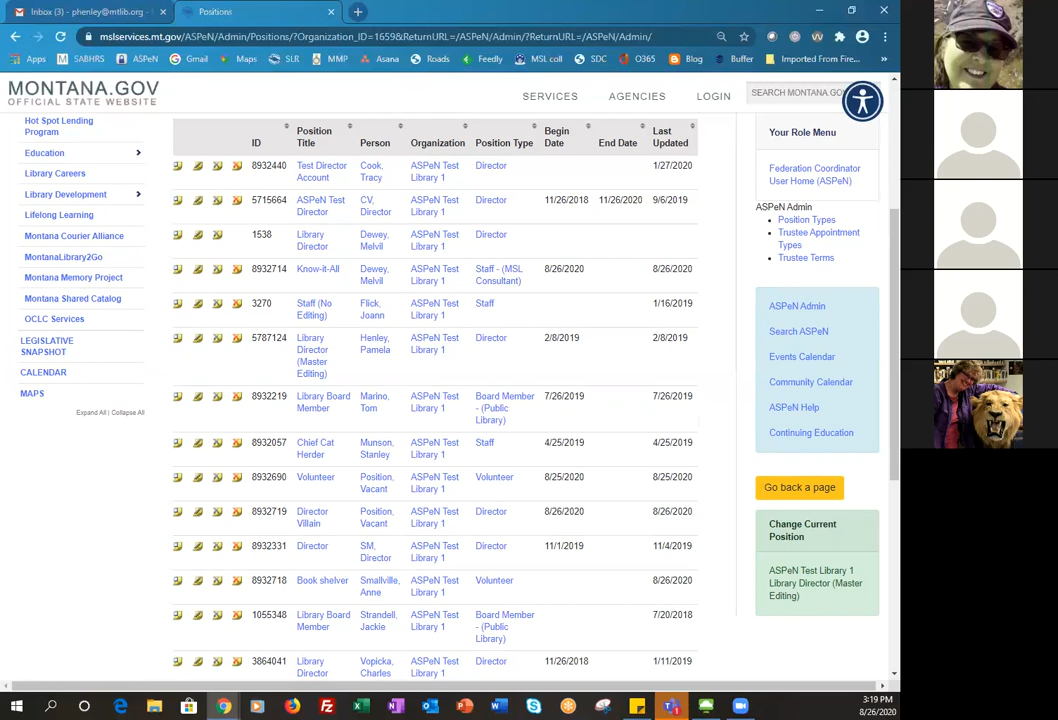 Inbox (3) - phenley@mtlib.org - 
Positions
mslservices.mt.gov/ASPeN/Admin/Positions/?Organization_ID=1659&ReturnURL=/ASPeN/Admin/?ReturnURL=/ASPeN/Admin/
Apps SABHRS ASPeN Gmail Maps SLR MMP Asana Roads Feedly MSL coll SDC O365 Blog Buffer Imported From Fire... »
MONTANA.GOV
OFFICIAL STATE WEBSITE
SERVICES AGENCIES LOGIN
SEARCH MONTANA.GOV
Hot Spot Lending
Program
Education
Library Careers
Library Development
Lifelong Learning
Montana Courier Alliance
MontanaLibrary2Go
Montana Memory Project
Montana Shared Catalog
OCLC Services
LEGISLATIVE
SNAPSHOT
CALENDAR
MAPS
Expand All | Collapse All
Position Begin Last
ID Title Person Organization Position Type Date End Date Updated
8932440 Test Director Cook, ASPeN Test Director 1/27/2020
Account Tracy Library 1
5715664 ASPeN Test CV, ASPeN Test Director 11/26/2018 11/26/2020 9/6/2019
Director Director Library 1
1538 Library Dewey, ASPeN Test Director
Director Melvil Library 1
8932714 Know-it-All Dewey, ASPeN Test Staff - (MSL 8/26/2020 8/26/2020
Melvil Library 1 Consultant)
3270 Staff (No Flick, ASPeN Test Staff 1/16/2019
Editing) Joann Library 1
5787124 Library Henley, ASPeN Test Director 2/8/2019 2/8/2019
Director Pamela Library 1
(Master
Editing)
8932219 Library Board Marino, ASPeN Test Board Member 7/26/2019 7/26/2019
Member Tom Library 1 - (Public
Library)
8932057 Chief Cat Munson, ASPeN Test Staff 4/25/2019 4/25/2019
Herder Stanley Library 1
8932690 Volunteer Position, ASPeN Test Volunteer 8/25/2020 8/25/2020
Vacant Library 1
8932719 Director Position, ASPeN Test Director 8/26/2020 8/26/2020
Villain Vacant Library 1
8932331 Director SM, ASPeN Test Director 11/1/2019 11/4/2019
Director Library 1
8932718 Book shelver Smallville, ASPeN Test Volunteer 8/26/2020
Anne Library 1
1055348 Library Board Strandell, ASPeN Test Board Member 7/20/2018
Member Jackie Library 1 - (Public
Library)
3864041 Library Vopicka, ASPeN Test Director 11/26/2018 1/11/2019
Director Charles Library 1
Your Role Menu
Federation Coordinator
User Home (ASPeN)
ASPeN Admin
Position Types
Trustee Appointment
Types
Trustee Terms
ASPeN Admin
Search ASPeN
Events Calendar
Community Calendar
ASPeN Help
Continuing Education
Go back a page
Change Current
Position
ASPeN Test Library 1
Library Director (Master
Editing)
3:19 PM
8/26/2020